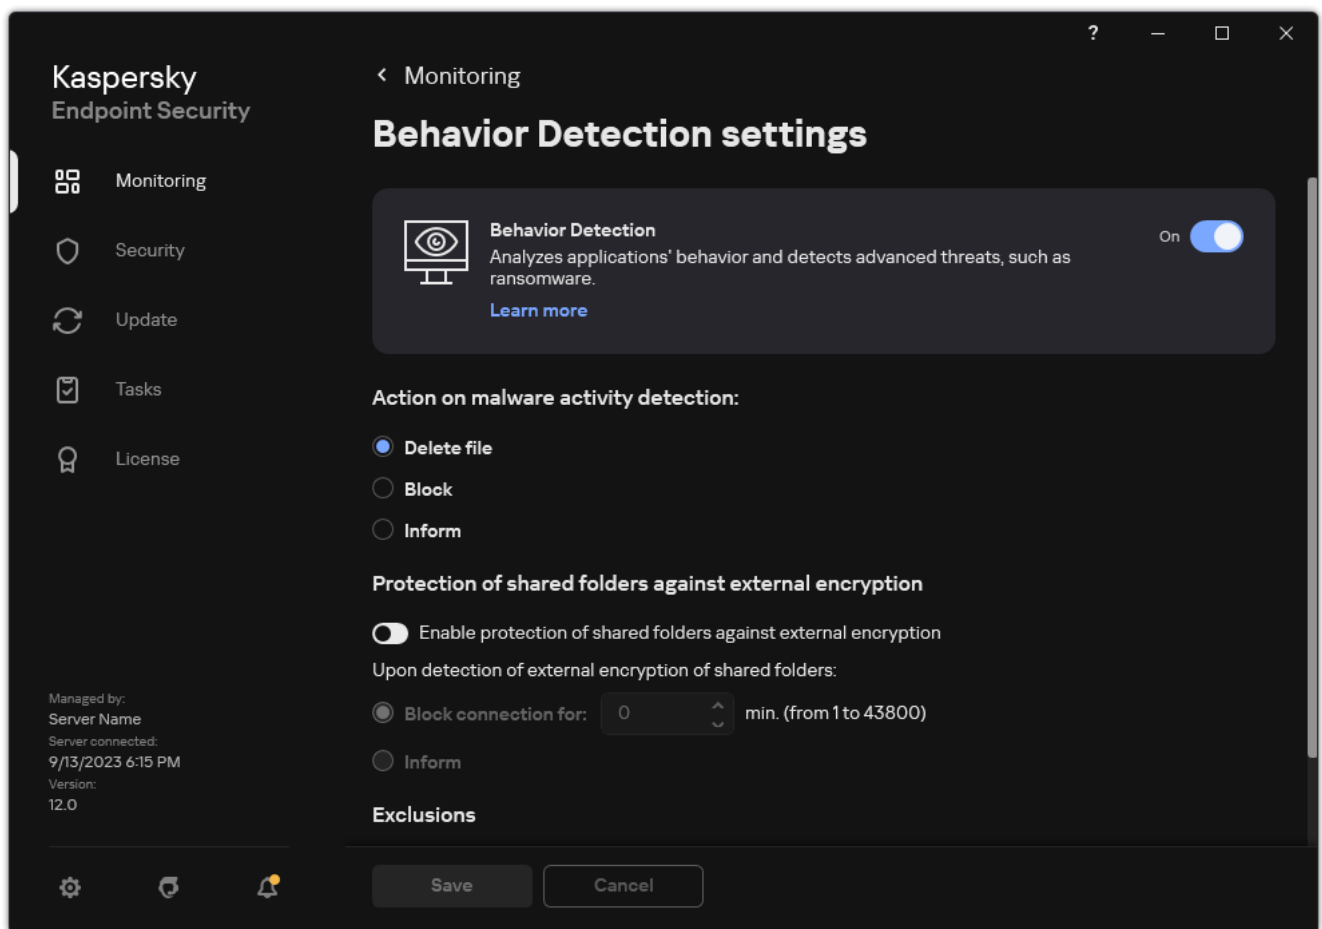 ?
Kaspersky
Endpoint Security
Monitoring
Security
Update
Tasks
License
Managed by:
Server Name
Server connected:
9/13/2023 6:15 PM
Version:
12.0
Monitoring
Behavior Detection settings
Behavior Detection
On
Analyzes applications' behavior and detects advanced threats, such as
ransomware.
Learn more
Action on malware activity detection:
Delete file
Block
Inform
Protection of shared folders against external encryption
Enable protection of shared folders against external encryption
Upon detection of external encryption of shared folders:
Block connection for: 0 min. (from 1 to 43800)
Inform
Exclusions
Save
Cancel